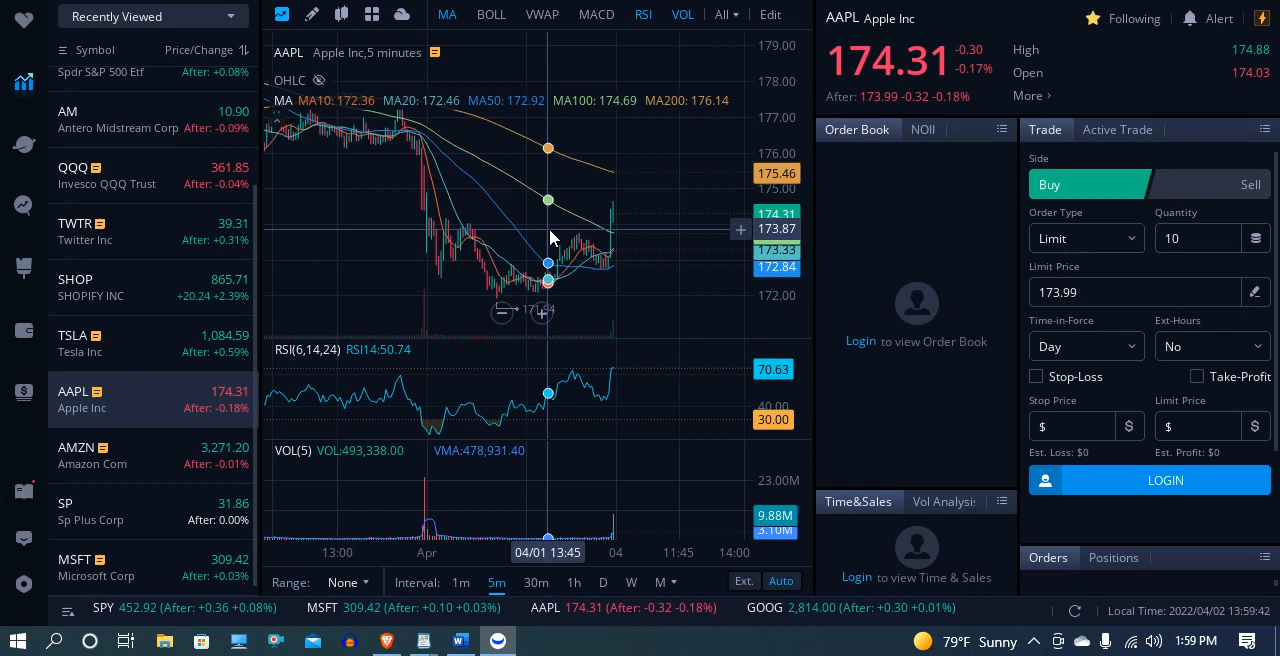 Recently Viewed
Symbol Price/Change
Spdr S&P 500 Etf After: +0.08%
AM 10.90
Antero Midstream Corp After: -0.09%
QQQ 361.85
Invesco QQQ Trust After: -0.04%
TWTR 39.31
Twitter Inc After: +0.31%
SHOP 865.71
SHOPIFY INC +20.24 +2.39%
TSLA 1,084.59
Tesla Inc After: +0.59%
AAPL 174.31
Apple Inc After: -0.18%
AMZN 3,271.20
Amazon Com After: -0.01%
SP 31.86
Sp Plus Corp After: 0.00%
MSFT 309.42
Microsoft Corp After: +0.03%
MA BOLL VWAP MACD RSI VOL All Edit
AAPL Apple Inc,5 minutes
OHLC
MA MA10: 172.36 MA20: 172.46 MA50: 172.92 MA100: 174.69 MA200: 176.14
179.00
178.00
177.00
176.00
175.46
175.00
174.31
173.87
173.33
172.84
172.00
171.94
RSI(6,14,24) RSI14:50.74
70.63
40.00
30.00
VOL(5) VOL:493,338.00 VMA:478,931.40
23.00M
9.88M
3.10M
13:00 Apr 04/01 13:45 04 11:45 14:00
Range: None Interval: 1m 5m 30m 1h D W M Ext. Auto
AAPL Apple Inc Following Alert
174.31 -0.30 -0.17%
High 174.88
Open 174.03
After: 173.99 -0.32 -0.18% More
Order Book NOII
Login to view Order Book
Time&Sales Vol Analysis
Login to view Time & Sales
Trade Active Trade
Side
Buy Sell
Order Type Quantity
Limit 10
Limit Price
173.99
Time-in-Force Ext-Hours
Day No
Stop-Loss Take-Profit
Stop Price Limit Price
$ $ $ $
Est. Loss: $0 Est. Profit: $0
LOGIN
Orders Positions
SPY 452.92 (After: +0.36 +0.08%) MSFT 309.42 (After: +0.10 +0.03%) AAPL 174.31 (After: -0.32 -0.18%) GOOG 2,814.00 (After: +0.30 +0.01%) Local Time: 2022/04/02 13:59:42
79°F Sunny 1:59 PM